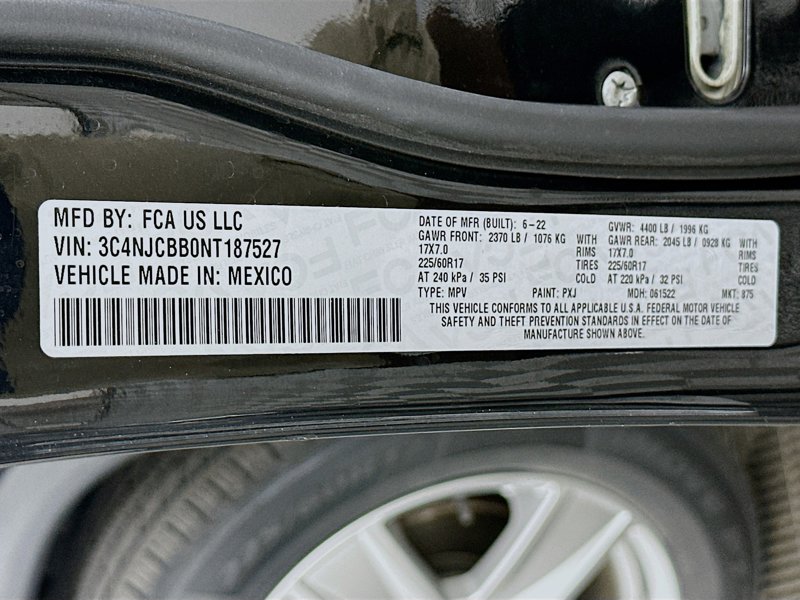 MFD BY: FCA US LLC
VIN: 3C4NJCBB0NT187527
VEHICLE MADE IN: MEXICO
DATE OF MFR (BUILT): 6-22 GVWR: 4400 LB / 1996 KG
GAWR FRONT: 2370 LB / 1076 KG WITH GAWR REAR: 2045 LB / 0928 KG WITH
17X7.0 RIMS 17X7.0 RIMS
225/60R17 TIRES 225/60R17 TIRES
AT 240 kPa / 35 PSI COLD AT 220 kPa / 32 PSI COLD
TYPE: MPV PAINT: PXJ MDH: 061522 MKT: 875
THIS VEHICLE CONFORMS TO ALL APPLICABLE U.S.A. FEDERAL MOTOR VEHICLE
SAFETY AND THEFT PREVENTION STANDARDS IN EFFECT ON THE DATE OF
MANUFACTURE SHOWN ABOVE.